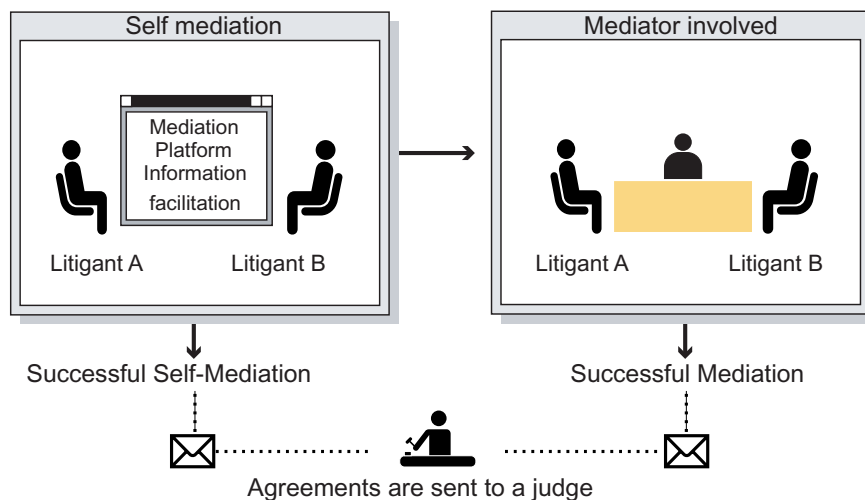 Self mediation
Mediation
Platform
Information
facilitation
Litigant A
Litigant B
Mediator involved
Litigant A
Litigant B
Successful Self-Mediation
Successful Mediation
Agreements are sent to a judge